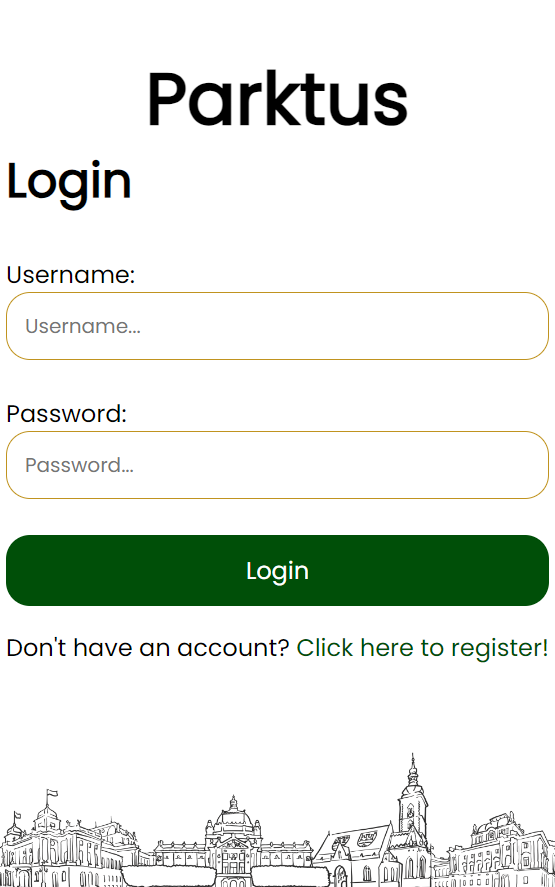 Parktus
Login
Username:
Username...
Password:
Password...
Login
Don't have an account? Click here to register!